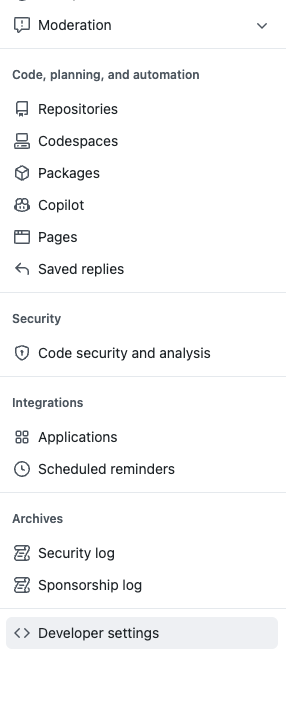 Moderation
Code, planning, and automation
Repositories
Codespaces
Packages
Copilot
Pages
Saved replies
Security
Code security and analysis
Integrations
Applications
Scheduled reminders
Archives
Security log
Sponsorship log
Developer settings